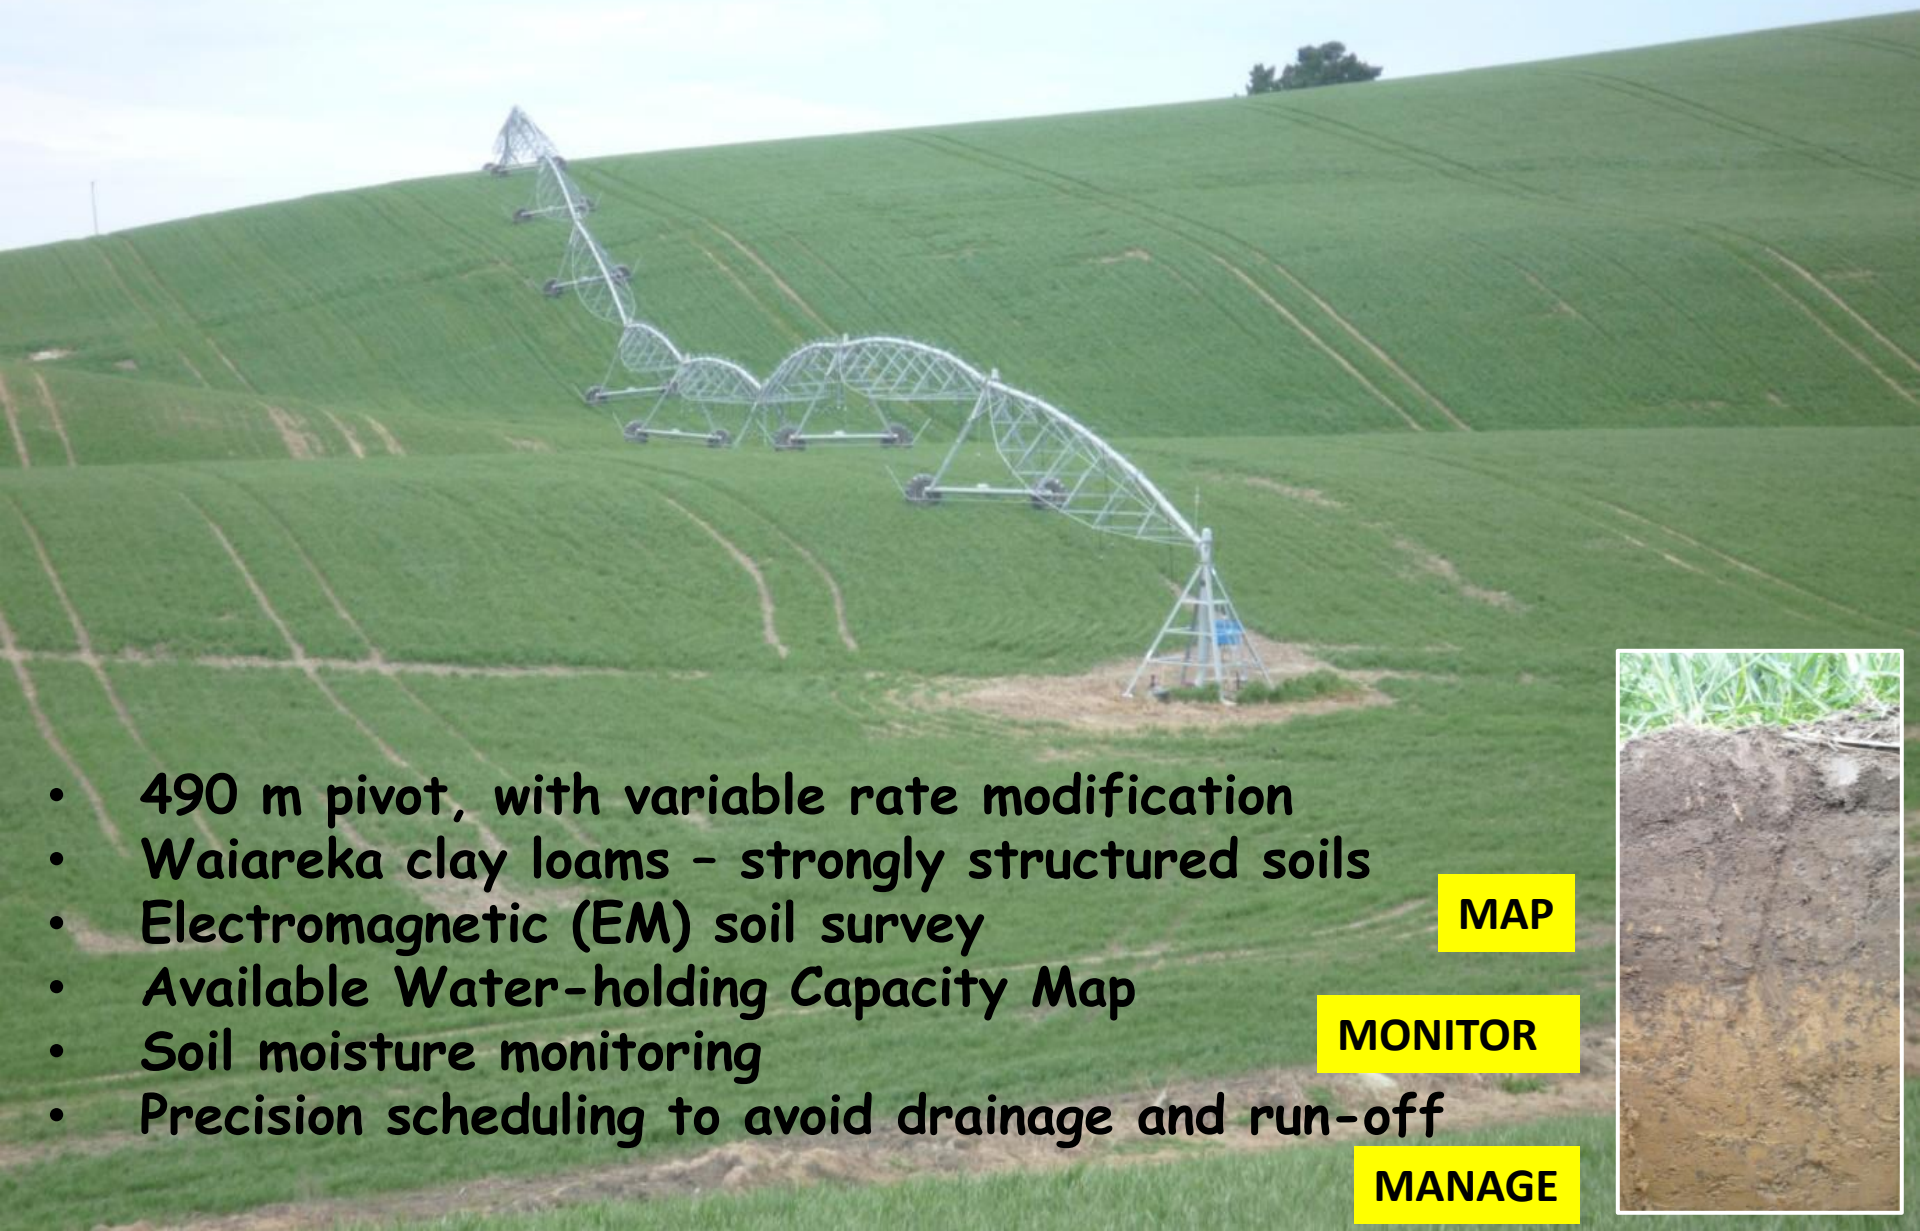 • 490 m pivot, with variable rate modification
• Waiareka clay loams – strongly structured soils
• Electromagnetic (EM) soil survey
MAP
• Available Water-holding Capacity Map
• Soil moisture monitoring
MONITOR
• Precision scheduling to avoid drainage and run-off
MANAGE